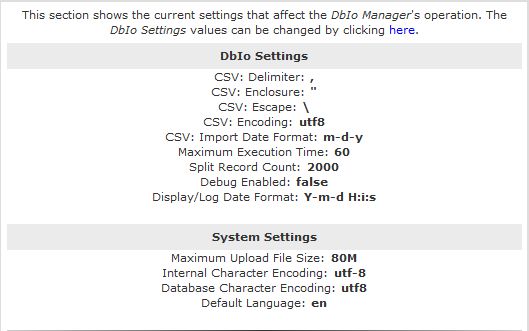 This section shows the current settings that affect the DbIo Manager's operation. The
DbIo Settings values can be changed by clicking here.
DbIo Settings
CSV: Delimiter: ,
CSV: Enclosure: "
CSV: Escape: \
CSV: Encoding: utf8
CSV: Import Date Format: m-d-y
Maximum Execution Time: 60
Split Record Count: 2000
Debug Enabled: false
Display/Log Date Format: Y-m-d H:i:s
System Settings
Maximum Upload File Size: 80M
Internal Character Encoding: utf-8
Database Character Encoding: utf8
Default Language: en